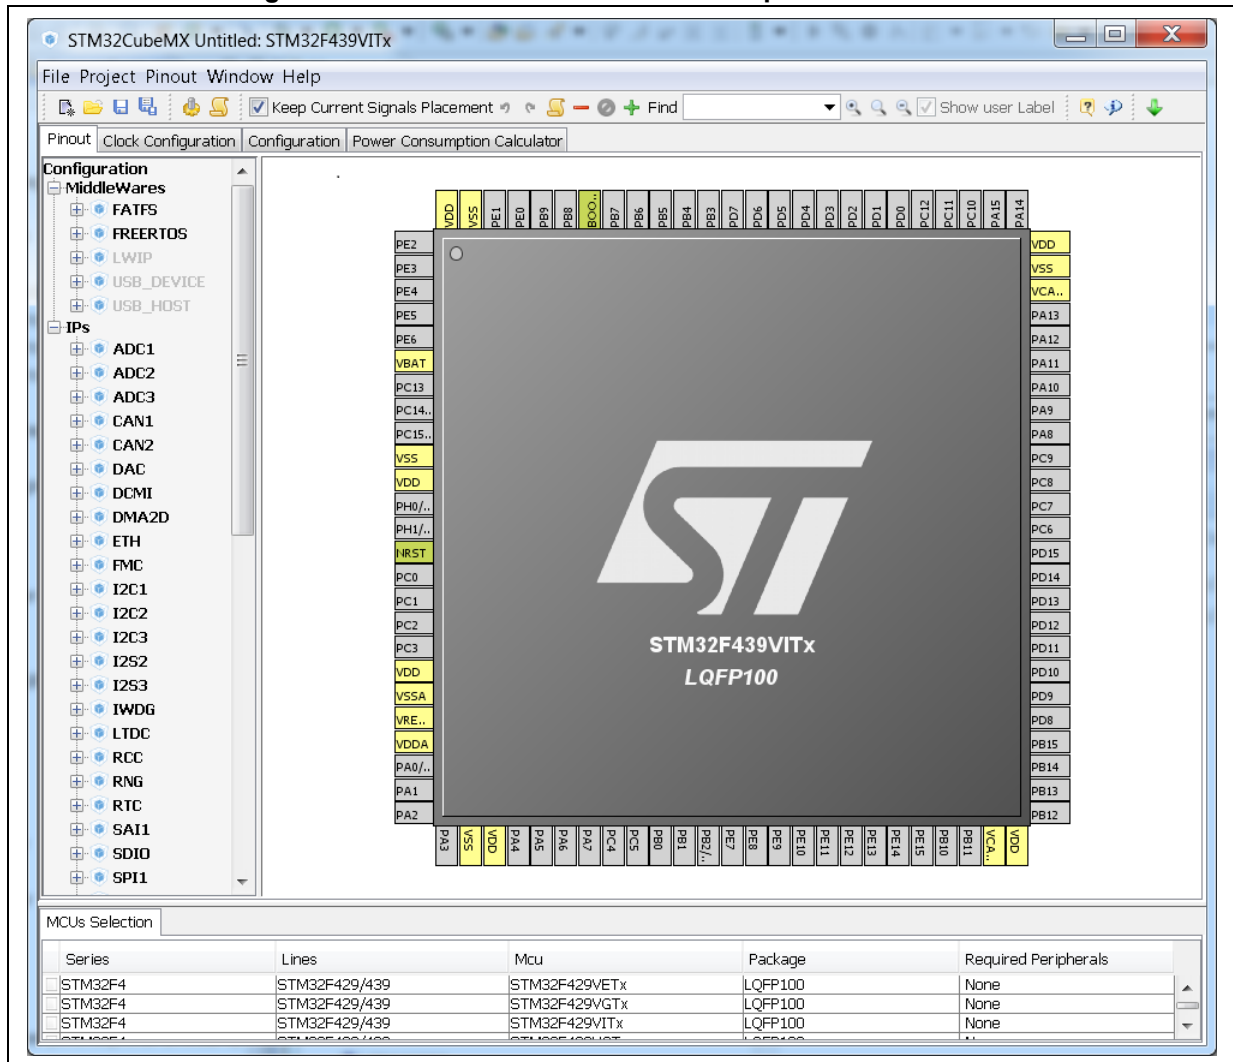 STM32CubeMX Untitled: STM32F439VITx
File Project Pinout Window Help
Keep Current Signals Placement Find Show user Label
Pinout Clock Configuration Configuration Power Consumption Calculator
Configuration
MiddleWares
FATFS
FREERTOS
LWIP
USB_DEVICE
USB_HOST
IPs
ADC1
ADC2
ADC3
CAN1
CAN2
DAC
DCMI
DMA2D
ETH
FMC
I2C1
I2C2
I2C3
I2S2
I2S3
IWDG
LTDC
RCC
RNG
RTC
SAI1
SDIO
SPI1
VDD VSS PE1 PE0 PB9 PB8 BOO.. PB7 PB6 PB5 PB4 PB3 PD7 PD6 PD5 PD4 PD3 PD2 PD1 PD0 PC12 PC11 PC10 PA15 PA14
PE2
PE3
PE4
PE5
PE6
VBAT
PC13
PC14..
PC15..
VSS
VDD
PH0/..
PH1/..
NRST
PC0
PC1
PC2
PC3
VDD
VSSA
VRE..
VDDA
PA0/..
PA1
PA2
ST
STM32F439VITx
LQFP100
VDD
VSS
VCA..
PA13
PA12
PA11
PA10
PA9
PA8
PC9
PC8
PC7
PC6
PD15
PD14
PD13
PD12
PD11
PD10
PD9
PD8
PB15
PB14
PB13
PB12
PA3 VSS VDD PA4 PA5 PA6 PA7 PC4 PC5 PB0 PB1 PB2/.. PE7 PE8 PE9 PE10 PE11 PE12 PE13 PE14 PE15 PB10 PB11 VCA.. VDD
MCUs Selection
Series Lines Mcu Package Required Peripherals
STM32F4 STM32F429/439 STM32F429VETx LQFP100 None
STM32F4 STM32F429/439 STM32F429VGTx LQFP100 None
STM32F4 STM32F429/439 STM32F429VITx LQFP100 None